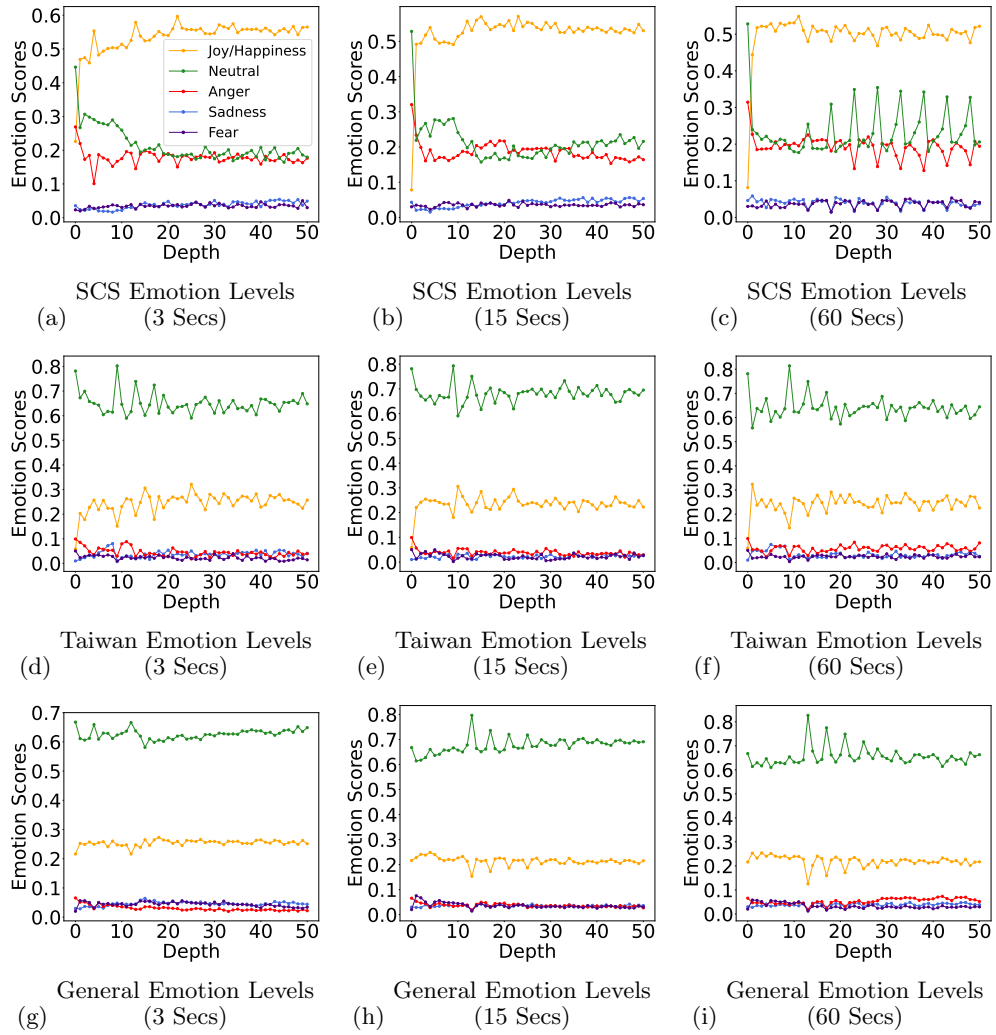 0.6
0.5
0.4
0.3
0.2
0.1
0.0
Emotion Scores
Joy/Happiness
Neutral
Anger
Sadness
Fear
0 10 20 30 40 50
Depth
SCS Emotion Levels
(a) (3 Secs)
0.6
0.5
0.4
0.3
0.2
0.1
0.0
Emotion Scores
0 10 20 30 40 50
Depth
SCS Emotion Levels
(b) (15 Secs)
0.5
0.4
0.3
0.2
0.1
0.0
Emotion Scores
0 10 20 30 40 50
Depth
SCS Emotion Levels
(c) (60 Secs)
0.8
0.7
0.6
0.5
0.4
0.3
0.2
0.1
0.0
Emotion Scores
0 10 20 30 40 50
Depth
Taiwan Emotion Levels
(d) (3 Secs)
0.8
0.7
0.6
0.5
0.4
0.3
0.2
0.1
0.0
Emotion Scores
0 10 20 30 40 50
Depth
Taiwan Emotion Levels
(e) (15 Secs)
0.8
0.7
0.6
0.5
0.4
0.3
0.2
0.1
0.0
Emotion Scores
0 10 20 30 40 50
Depth
Taiwan Emotion Levels
(f) (60 Secs)
0.7
0.6
0.5
0.4
0.3
0.2
0.1
0.0
Emotion Scores
0 10 20 30 40 50
Depth
General Emotion Levels
(g) (3 Secs)
0.8
0.7
0.6
0.5
0.4
0.3
0.2
0.1
0.0
Emotion Scores
0 10 20 30 40 50
Depth
General Emotion Levels
(h) (15 Secs)
0.8
0.7
0.6
0.5
0.4
0.3
0.2
0.1
0.0
Emotion Scores
0 10 20 30 40 50
Depth
General Emotion Levels
(i) (60 Secs)